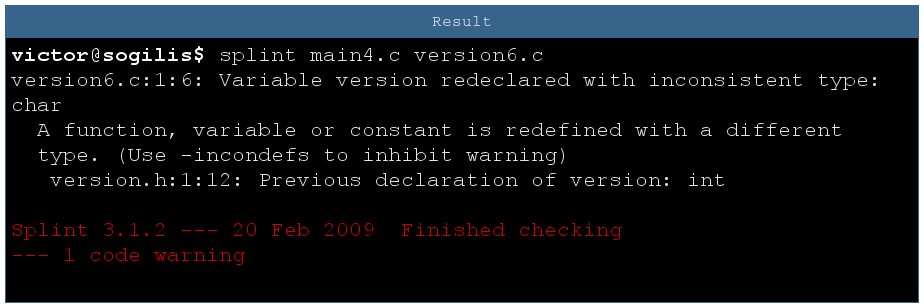 Result
victor@sogilis$ splint main4.c version6.c
version6.c:1:6: Variable version redeclared with inconsistent type:
char
  A function, variable or constant is redefined with a different
  type. (Use -incondefs to inhibit warning)
   version.h:1:12: Previous declaration of version: int
Splint 3.1.2 --- 20 Feb 2009  Finished checking
--- 1 code warning